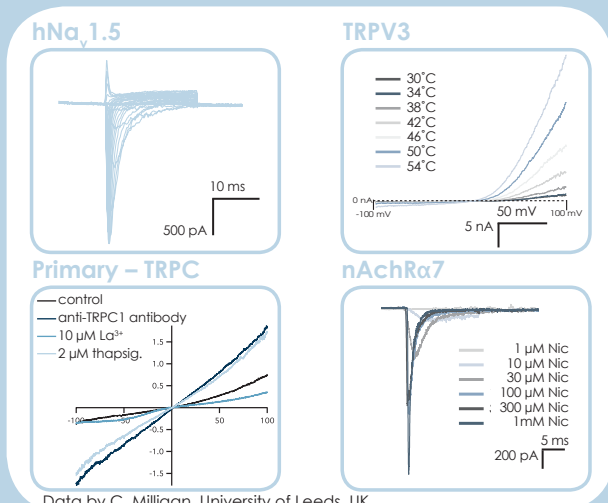 hNav1.5
TRPV3
10 ms
500 pA
30˚C
34˚C
38˚C
42˚C
46˚C
50˚C
54˚C
0 nA
-100 mV
50 mV
100 mV
5 nA
Primary – TRPC
nAchRα7
control
anti-TRPC1 antibody
10 µM La³⁺
2 µM thapsig.
1.5
1.0
0.5
-100
-50
50
100
-0.5
-1.0
-1.5
1 µM Nic
10 µM Nic
30 µM Nic
100 µM Nic
300 µM Nic
1mM Nic
5 ms
200 pA
Data by C. Milligan, University of Leeds, UK